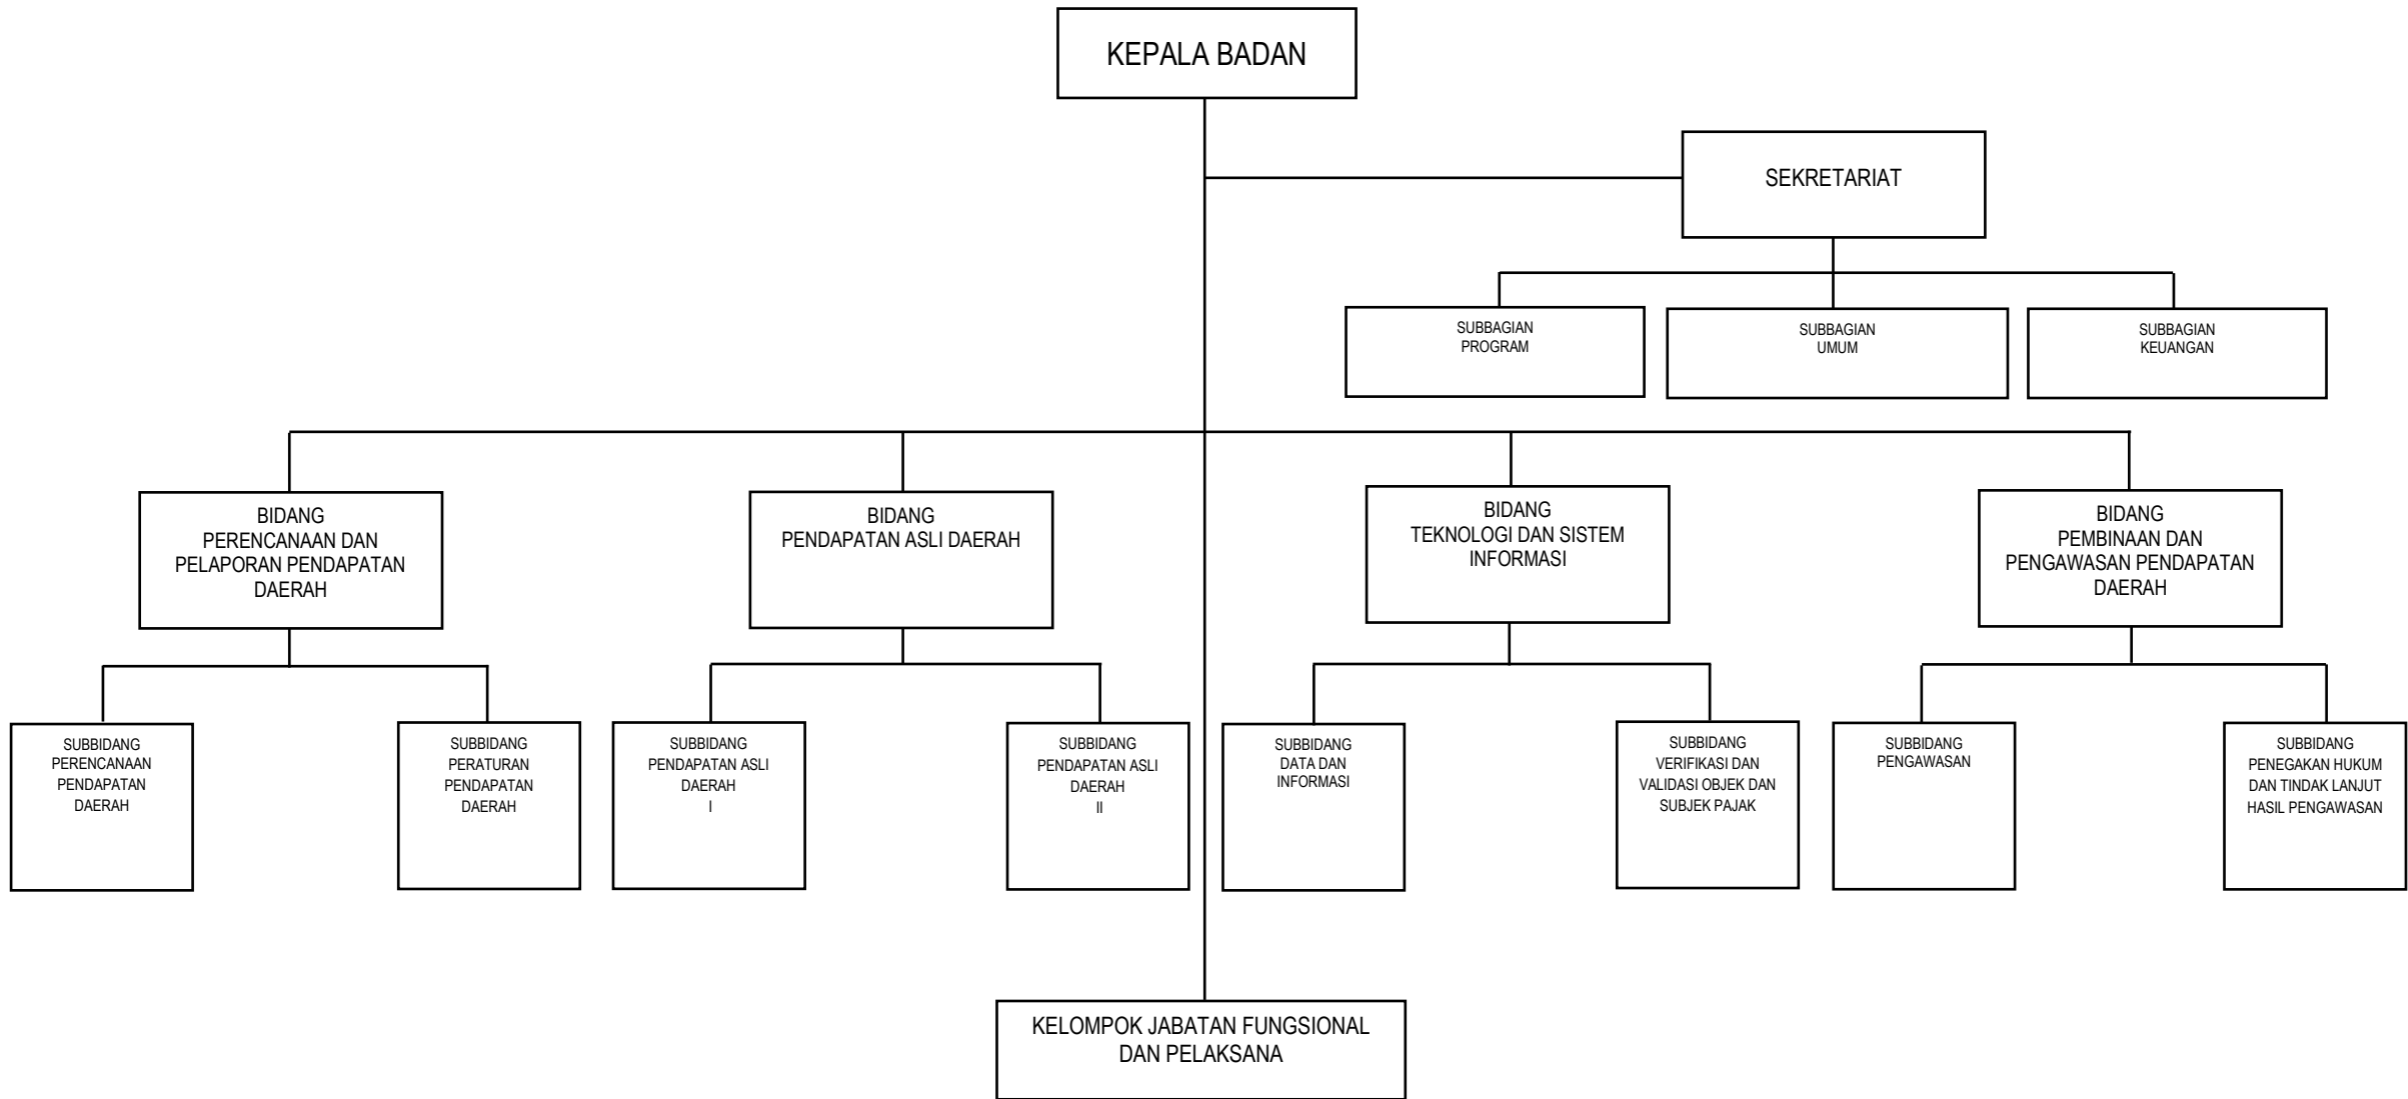 KEPALA BADAN
SEKRETARIAT
SUBBAGIAN
PROGRAM
SUBBAGIAN
UMUM
SUBBAGIAN
KEUANGAN
BIDANG
PERENCANAAN DAN
PELAPORAN PENDAPATAN
DAERAH
BIDANG
PENDAPATAN ASLI DAERAH
BIDANG
TEKNOLOGI DAN SISTEM
INFORMASI
BIDANG
PEMBINAAN DAN
PENGAWASAN PENDAPATAN
DAERAH
SUBBIDANG
PERENCANAAN
PENDAPATAN
DAERAH
SUBBIDANG
PERATURAN
PENDAPATAN
DAERAH
SUBBIDANG
PENDAPATAN ASLI
DAERAH
I
SUBBIDANG
PENDAPATAN ASLI
DAERAH
II
SUBBIDANG
DATA DAN
INFORMASI
SUBBIDANG
VERIFIKASI DAN
VALIDASI OBJEK DAN
SUBJEK PAJAK
SUBBIDANG
PENGAWASAN
SUBBIDANG
PENEGAKAN HUKUM
DAN TINDAK LANJUT
HASIL PENGAWASAN
KELOMPOK JABATAN FUNGSIONAL
DAN PELAKSANA